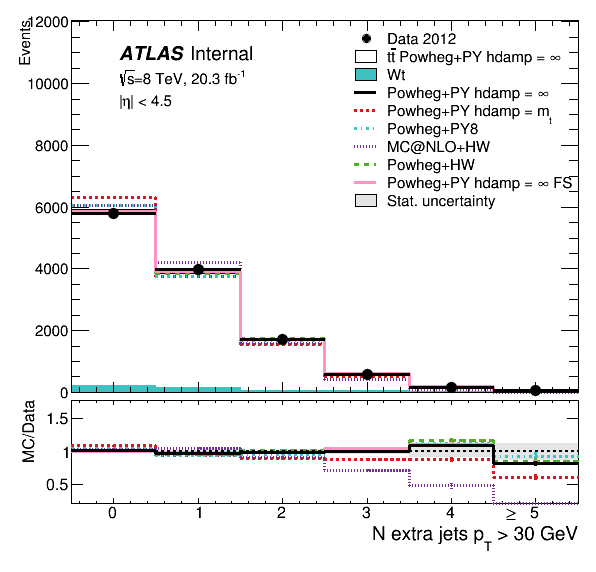 12000
10000
8000
6000
4000
2000
0
Events
ATLAS Internal
√s=8 TeV, 20.3 fb⁻¹
|η| < 4.5
Data 2012
tt̄ Powheg+PY hdamp = ∞
Wt
Powheg+PY hdamp = ∞
Powheg+PY hdamp = m_t
Powheg+PY8
MC@NLO+HW
Powheg+HW
Powheg+PY hdamp = ∞ FS
Stat. uncertainty
MC/Data
1.5
1
0.5
0 1 2 3 4 ≥ 5
N extra jets p_T > 30 GeV